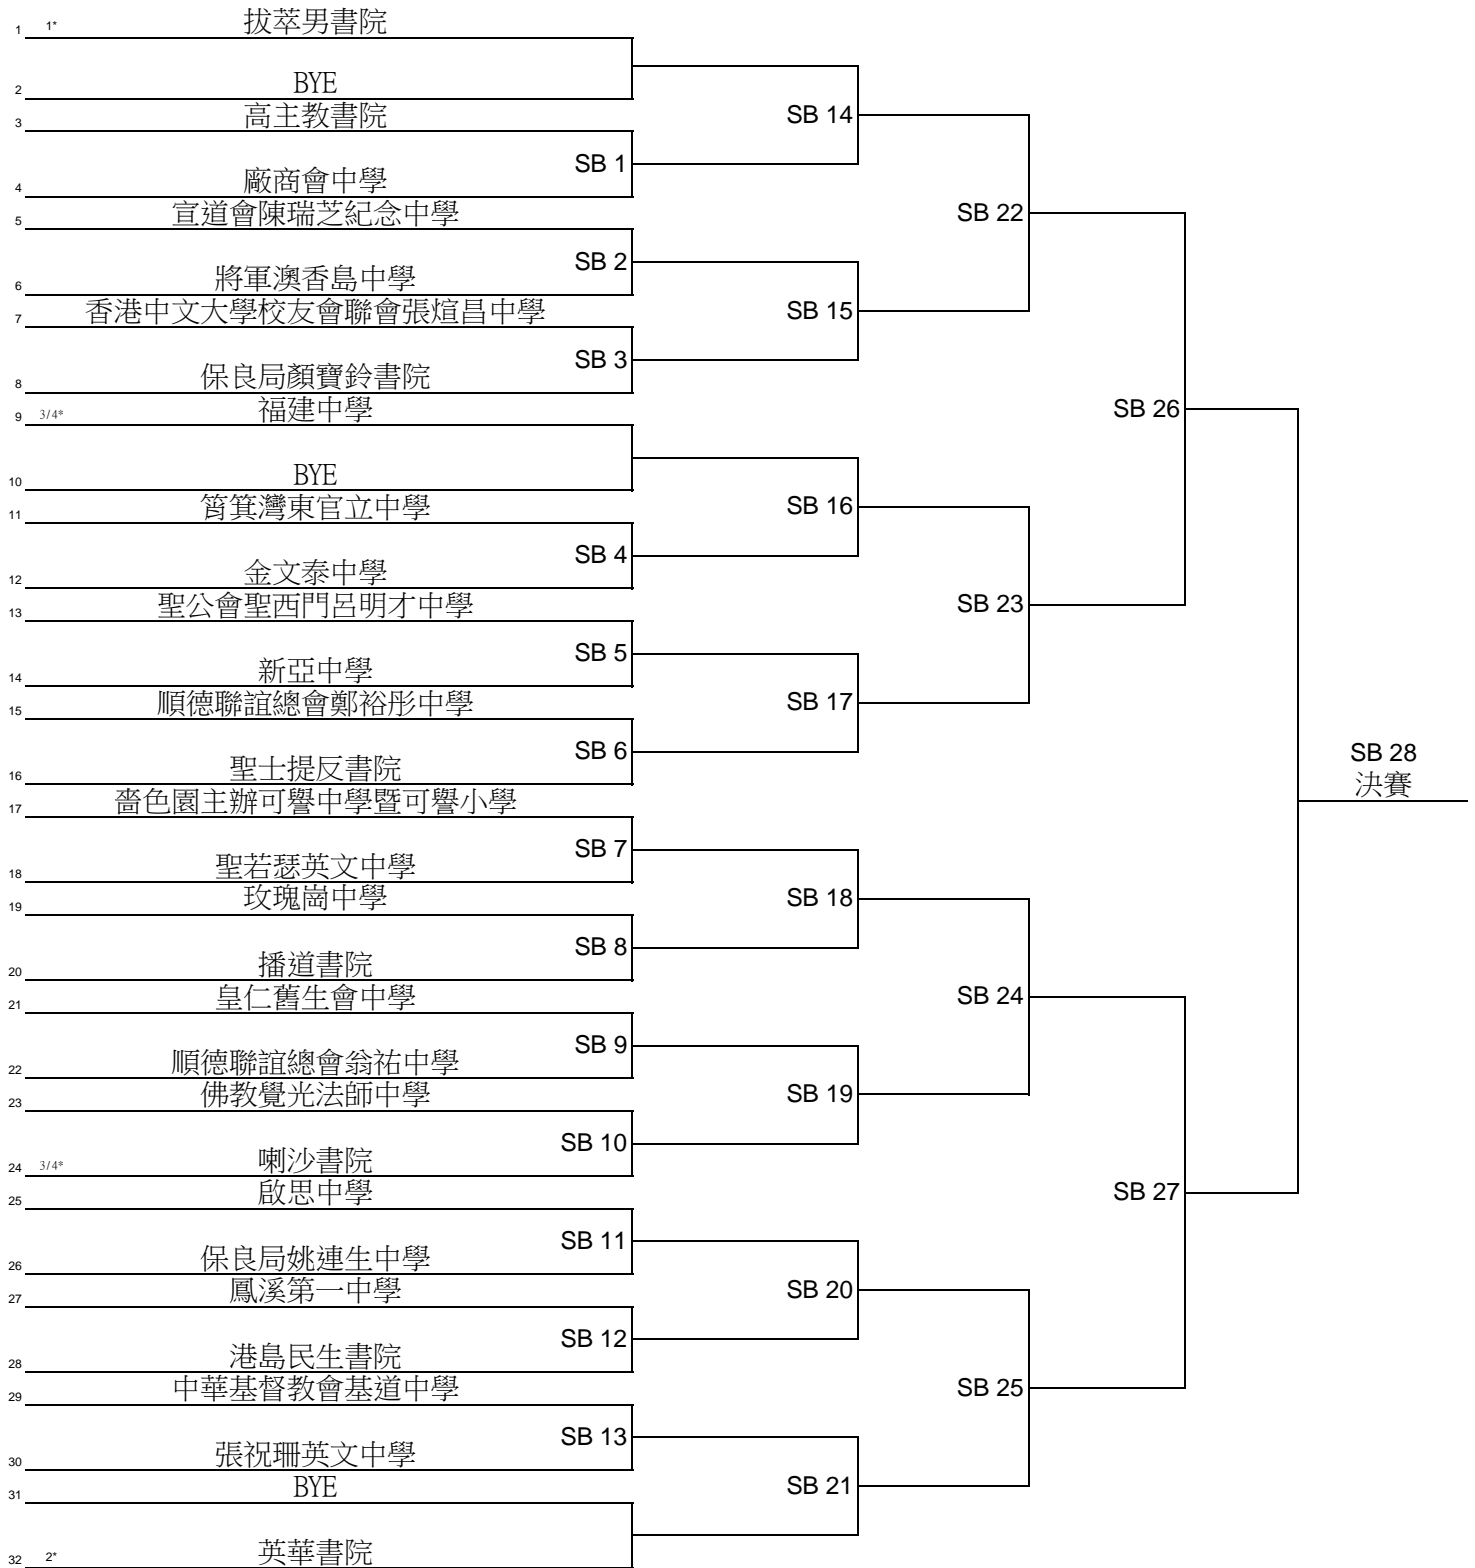 1 1* 拔萃男書院
2 BYE
3 高主教書院
SB 14
SB 1
4 廠商會中學
5 宣道會陳瑞芝紀念中學
SB 22
SB 2
6 將軍澳香島中學
7 香港中文大學校友會聯會張煊昌中學
SB 15
SB 3
8 保良局顏寶鈴書院
9 3/4* 福建中學
SB 26
10 BYE
11 筲箕灣東官立中學
SB 16
SB 4
12 金文泰中學
13 聖公會聖西門呂明才中學
SB 23
SB 5
14 新亞中學
15 順德聯誼總會鄭裕彤中學
SB 17
SB 6
16 聖士提反書院
SB 28
決賽
17 嗇色園主辦可譽中學暨可譽小學
SB 7
18 聖若瑟英文中學
19 玫瑰崗中學
SB 18
SB 8
20 播道書院
21 皇仁舊生會中學
SB 24
SB 9
22 順德聯誼總會翁祐中學
23 佛教覺光法師中學
SB 19
SB 10
24 3/4* 喇沙書院
25 啟思中學
SB 27
SB 11
26 保良局姚連生中學
27 鳳溪第一中學
SB 20
SB 12
28 港島民生書院
29 中華基督教會基道中學
SB 25
SB 13
30 張祝珊英文中學
31 BYE
SB 21
32 2* 英華書院